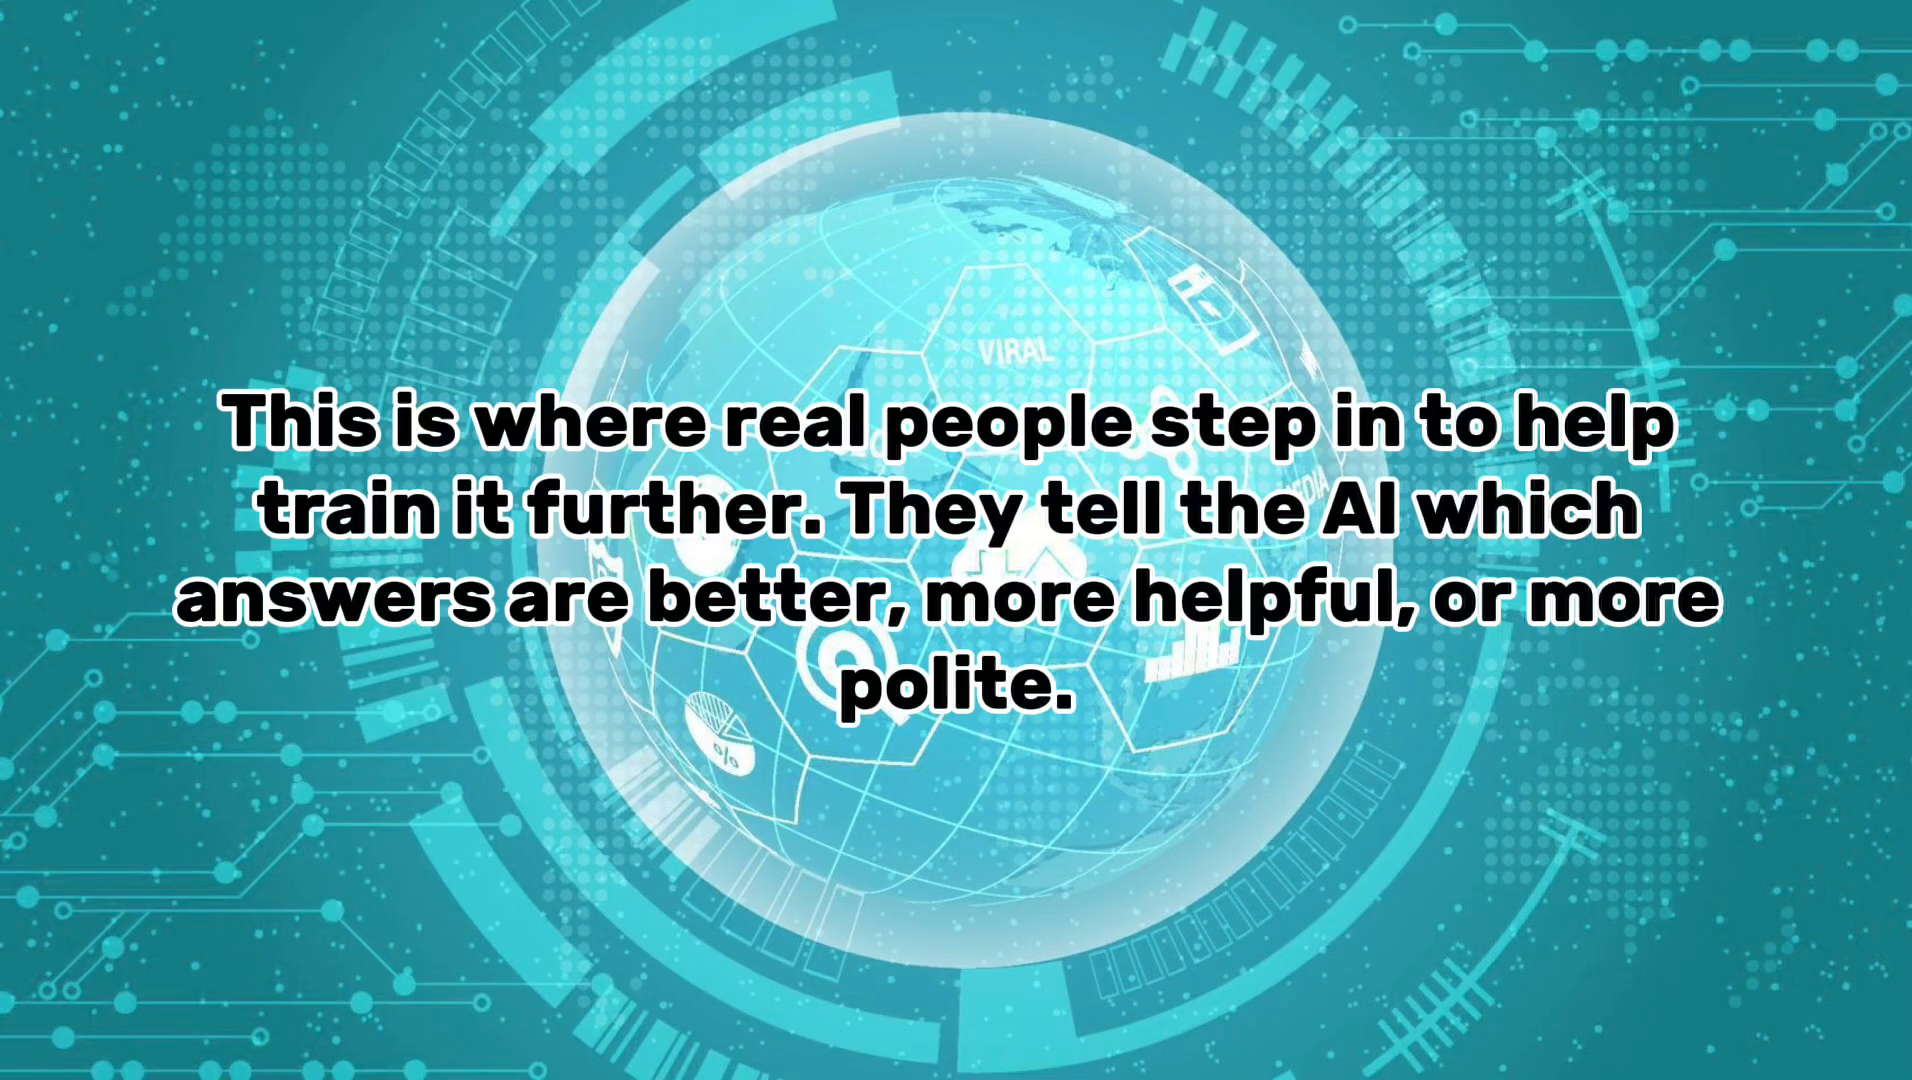 VIRAL
This is where real people step in to help
train it further. They tell the AI which
answers are better, more helpful, or more
polite.
%